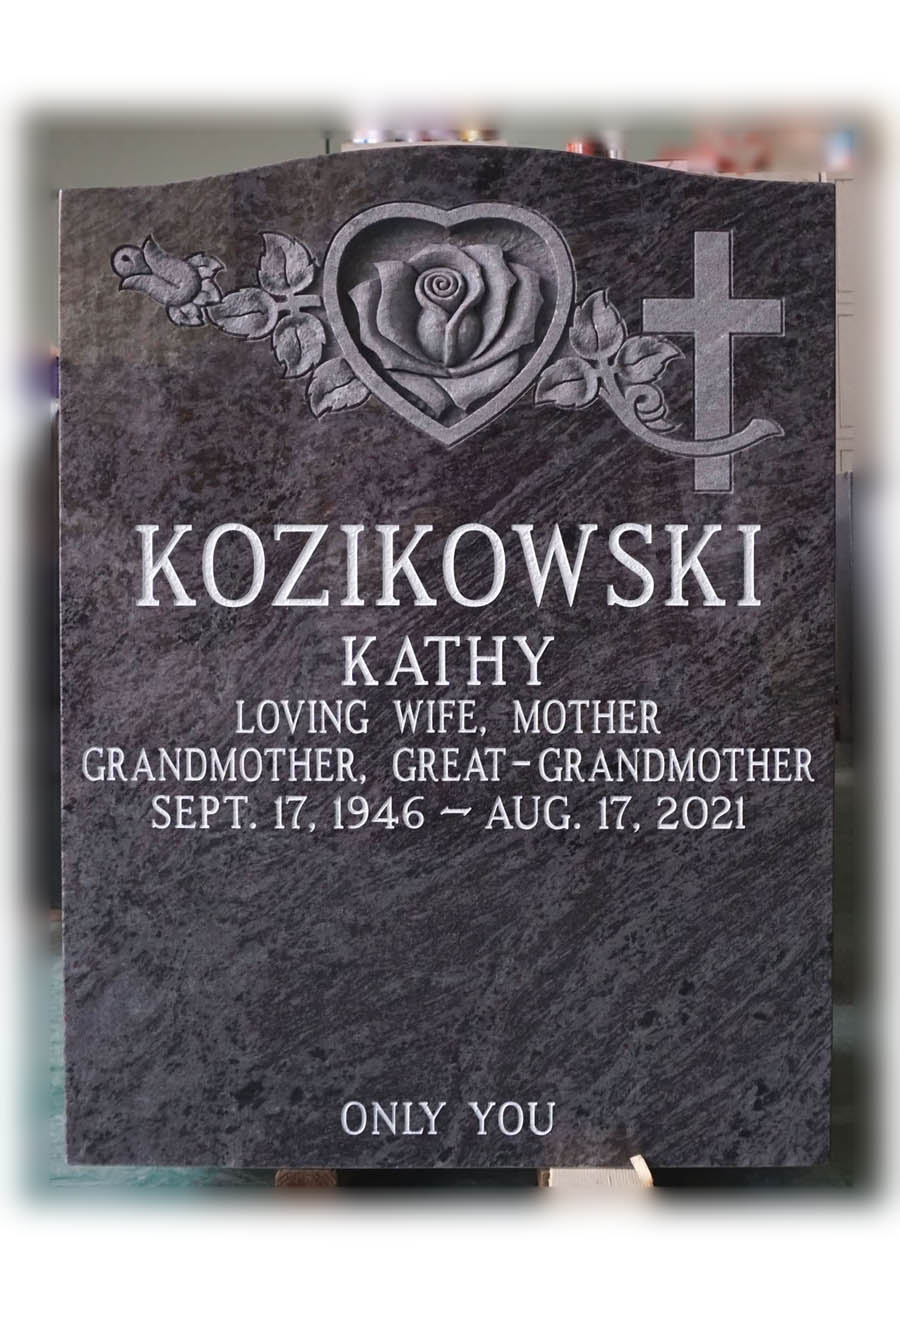 KOZIKOWSKI
KATHY
LOVING WIFE, MOTHER
GRANDMOTHER, GREAT-GRANDMOTHER
SEPT. 17, 1946 ~ AUG. 17, 2021
ONLY YOU